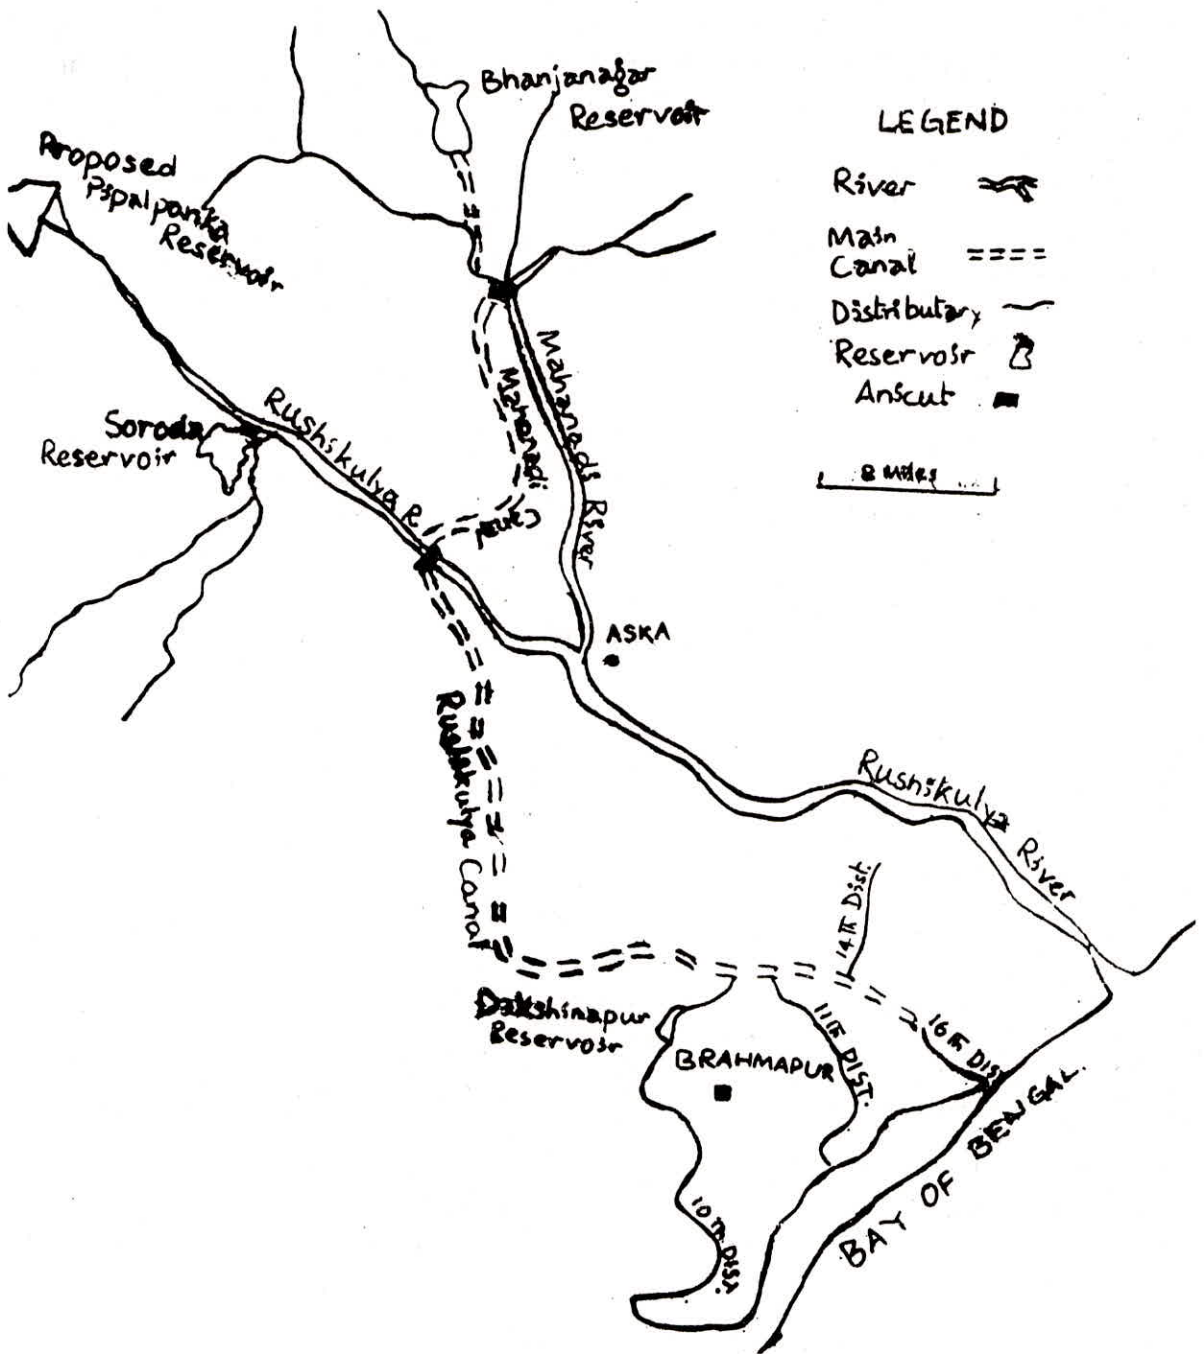 Bhanjanagar
Reservoir
Proposed
Pipalpanka
Reservoir
LEGEND
River
Main
Canal
Distributary
Reservoir
Anicut
8 Miles
Soroda
Reservoir
Rushikulya R
Mahanadi River
Mahanadi
Canal
ASKA
Rushikulya Canal
Rushikulya River
14th Dist.
Dakshinapur
Reservoir
BRAHMAPUR
11th DIST.
16th DIST
10th DIST.
BAY OF BENGAL.